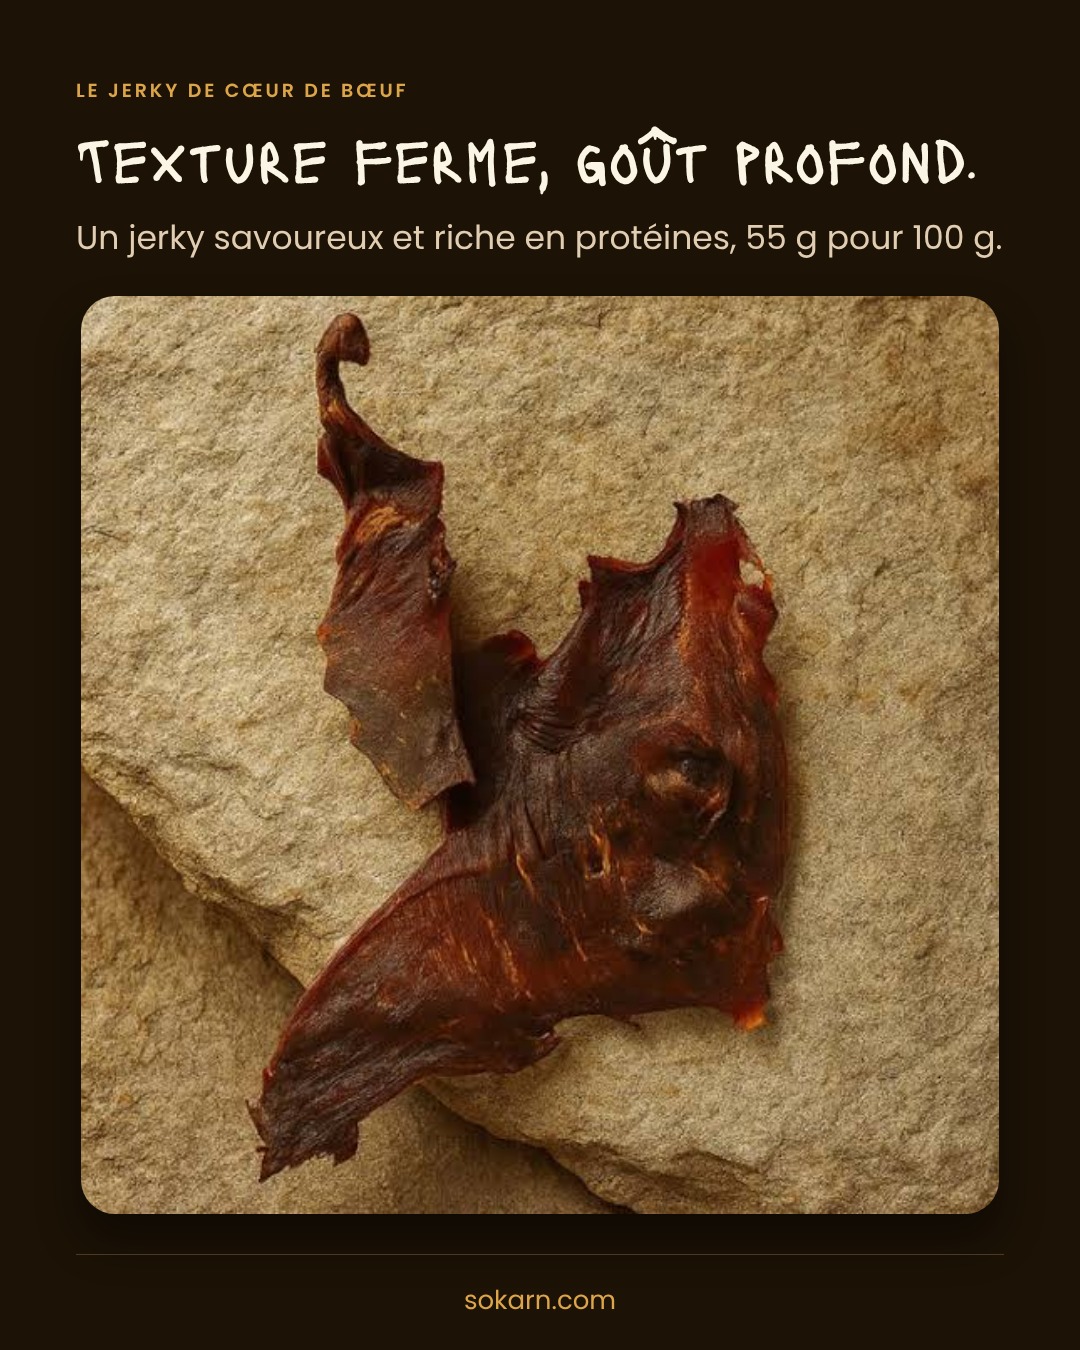 LE JERKY DE CŒUR DE BŒUF
TEXTURE FERME, GOÛT PROFOND.
Un jerky savoureux et riche en protéines, 55 g pour 100 g.
sokarn.com